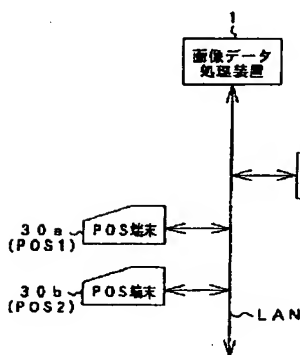 1
画像データ
処理装置
30a
(POS1)
POS端末
30b
(POS2)
POS端末
LAN